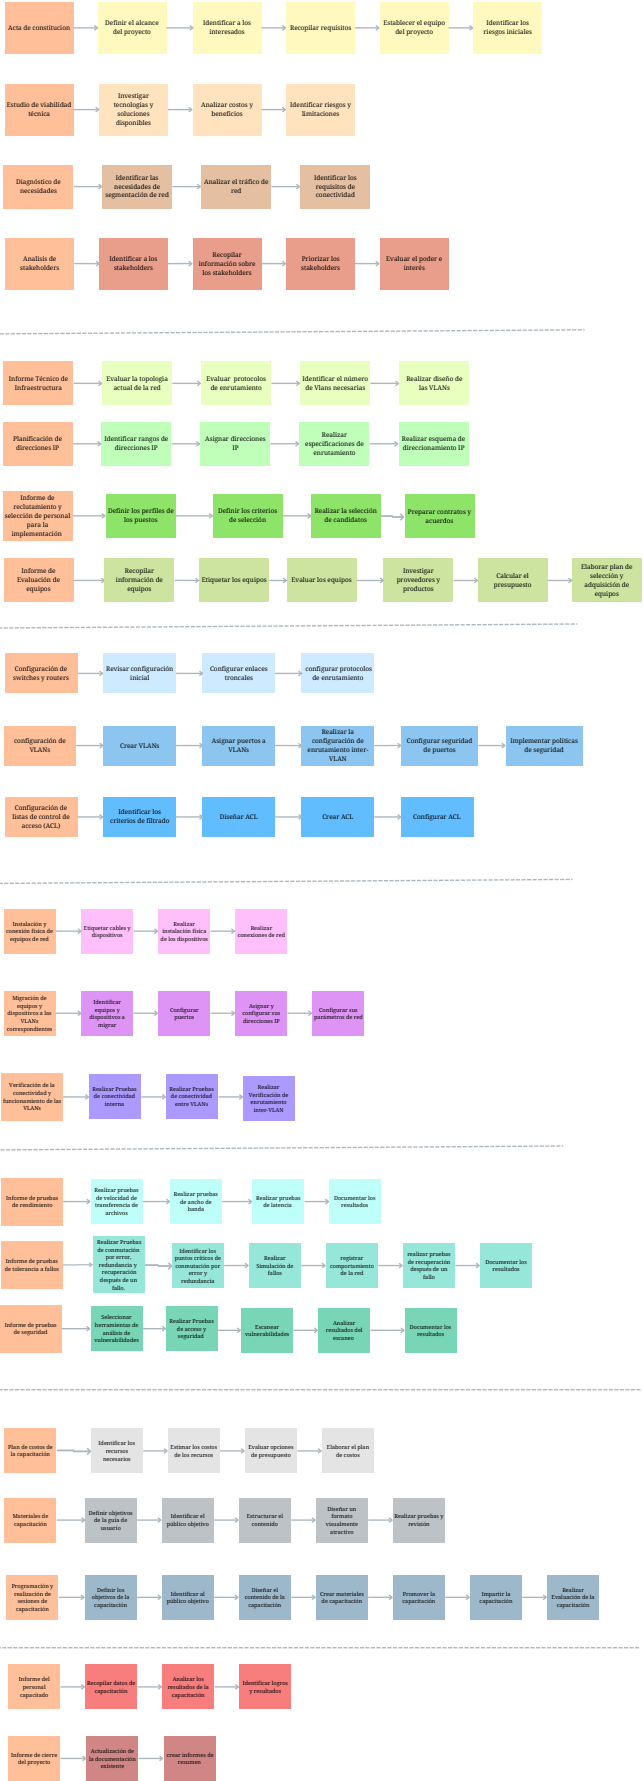 Acta de constitucion
Definir el alcance
del proyecto
Identificar a los
interesados
Recopilar requisitos
Establecer el equipo
del proyecto
Identificar los
riesgos iniciales
Estudio de viabilidad
técnica
Investigar
tecnologías y
soluciones
disponibles
Analizar costos y
beneficios
Identificar riesgos y
limitaciones
Diagnóstico de
necesidades
Identificar las
necesidades de
segmentación de red
Analizar el tráfico de
red
Identificar los
requisitos de
conectividad
Analisis de
stakeholders
Identificar a los
stakeholders
Recopilar
información sobre
los stakeholders
Priorizar los
stakeholders
Evaluar el poder e
interés
Informe Técnico de
Infraestructura
Evaluar la topología
actual de la red
Evaluar protocolos
de enrutamiento
Identificar el número
de Vlans necesarias
Realizar diseño de
las VLANs
Planificación de
direcciones IP
Identificar rangos de
direcciones IP
Asignar direcciones
IP
Realizar
especificaciones de
enrutamiento
Realizar esquema de
direccionamiento IP
Informe de
reclutamiento y
selección de personal
para la
implementación
Definir los perfiles de
los puestos
Definir los criterios
de selección
Realizar la selección
de candidatos
Preparar contratos y
acuerdos
Informe de
Evaluación de
equipos
Recopilar
información de
equipos
Etiquetar los equipos
Evaluar los equipos
Investigar
proveedores y
productos
Calcular el
presupuesto
Elaborar plan de
selección y
adquisición de
equipos
Configuración de
switches y routers
Revisar configuración
inicial
Configurar enlaces
troncales
configurar protocolos
de enrutamiento
configuración de
VLANs
Crear VLANs
Asignar puertos a
VLANs
Realizar la
configuración de
enrutamiento inter-
VLAN
Configurar seguridad
de puertos
Implementar políticas
de seguridad
Configuración de
listas de control de
acceso (ACL)
Identificar los
criterios de filtrado
Diseñar ACL
Crear ACL
Configurar ACL
Instalación y
conexión física de
equipos de red
Etiquetar cables y
dispositivos
Realizar
instalación física
de los dispositivos
Realizar
conexiones de red
Migración de
equipos y
dispositivos a las
VLANs
correspondientes
Identificar
equipos y
dispositivos a
migrar
Configurar
puertos
Asignar y
configurar sus
direcciones IP
Configurar sus
parámetros de red
Verificación de la
conectividad y
funcionamiento de las
VLANs
Realizar Pruebas
de conectividad
interna
Realizar Pruebas
de conectividad
entre VLANs
Realizar
Verificación de
enrutamiento
inter-VLAN
Informe de pruebas
de rendimiento
Realizar pruebas
de velocidad de
transferencia de
archivos
Realizar pruebas
de ancho de
banda
Realizar pruebas
de latencia
Documentar los
resultados
Informe de pruebas
de tolerancia a fallos
Realizar Pruebas
de conmutación
por error,
redundancia y
recuperación
después de un
fallo.
Identificar los
puntos críticos de
conmutación por
error y
redundancia
Realizar
Simulación de
fallos
registrar
comportamiento
de la red
realizar pruebas
de recuperación
después de un
fallo
Documentar los
resultados
Informe de pruebas
de seguridad
Seleccionar
herramientas de
análisis de
vulnerabilidades
Realizar Pruebas
de acceso y
seguridad
Escanear
vulnerabilidades
Analizar
resultados del
escaneo
Documentar los
resultados
Plan de costos de
la capacitación
Identificar los
recursos
necesarios
Estimar los costos
de los recursos
Evaluar opciones
de presupuesto
Elaborar el plan
de costos
Materiales de
capacitación
Definir objetivos
de la guía de
usuario
Identificar el
público objetivo
Estructurar el
contenido
Diseñar un
formato
visualmente
atractivo
Realizar pruebas y
revisión
Programación y
realización de
sesiones de
capacitación
Definir los
objetivos de la
capacitación
Identificar al
público objetivo
Diseñar el
contenido de la
capacitación
Crear materiales
de capacitación
Promover la
capacitación
Impartir la
capacitación
Realizar
Evaluación de la
capacitación
Informe del
personal
capacitado
Recopilar datos de
capacitación
Analizar los
resultados de la
capacitación
Identificar logros
y resultados
Informe de cierre
del proyecto
Actualización de
la documentación
existente
crear informes de
resumen